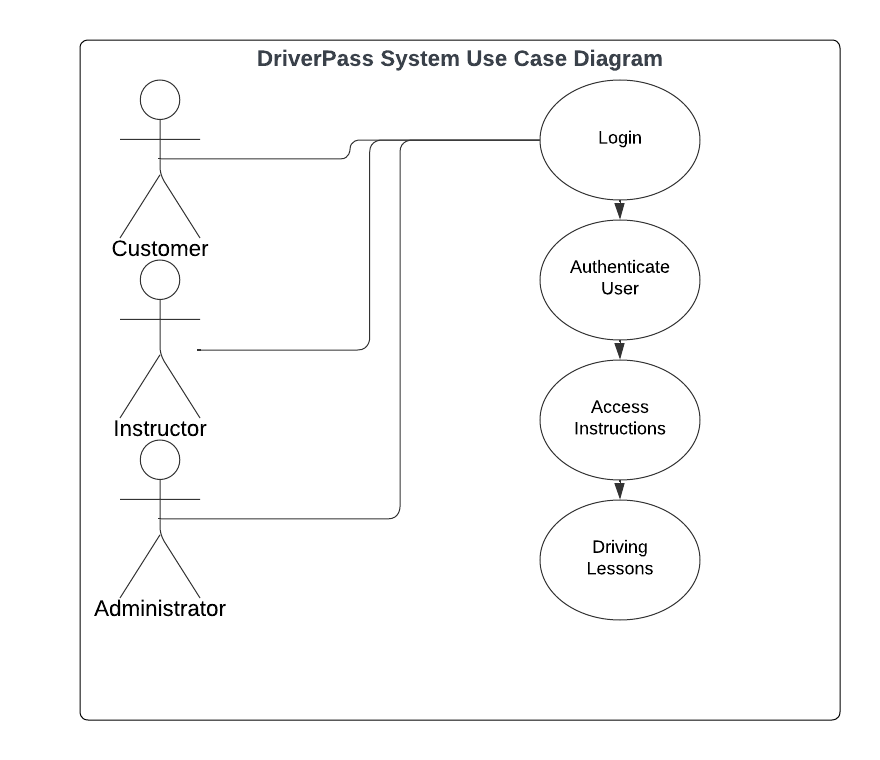 DriverPass System Use Case Diagram
Customer
Instructor
Administrator
Login
Authenticate
User
Access
Instructions
Driving
Lessons